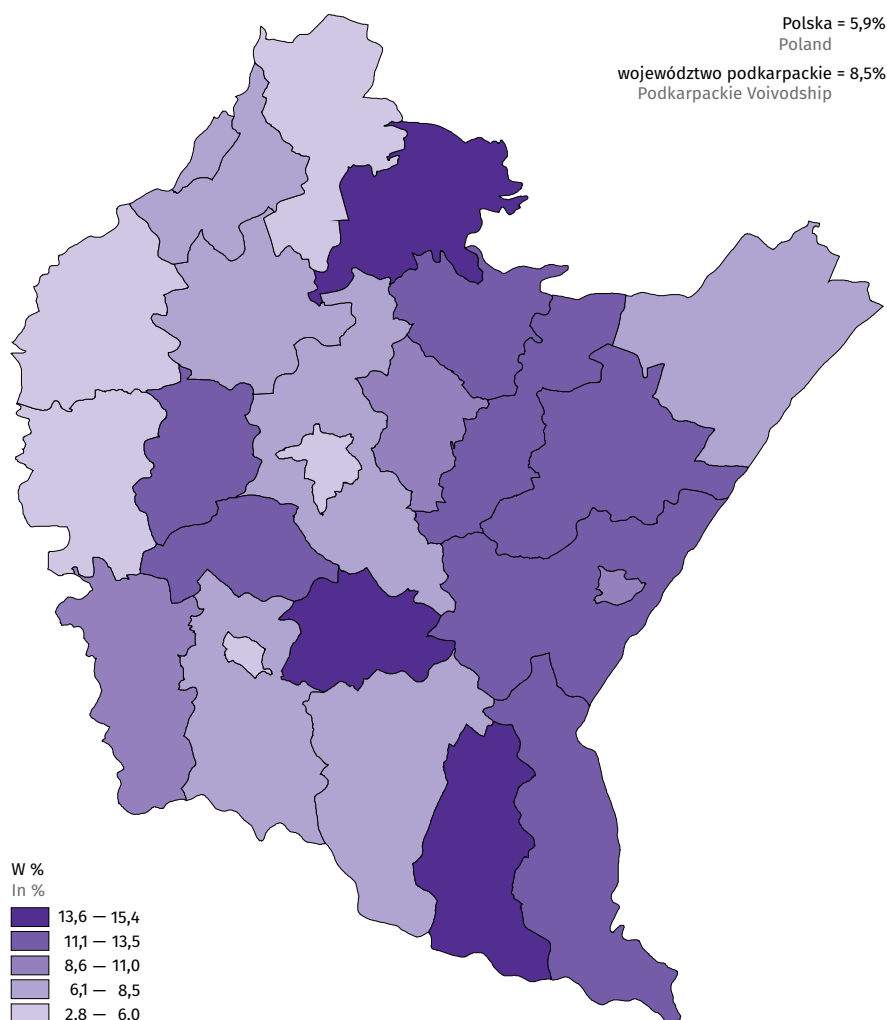 Polska = 5,9%
Poland
województwo podkarpackie = 8,5%
Podkarpackie Voivodship
W %
In %
13,6 — 15,4
11,1 — 13,5
8,6 — 11,0
6,1 — 8,5
2,8 — 6,0